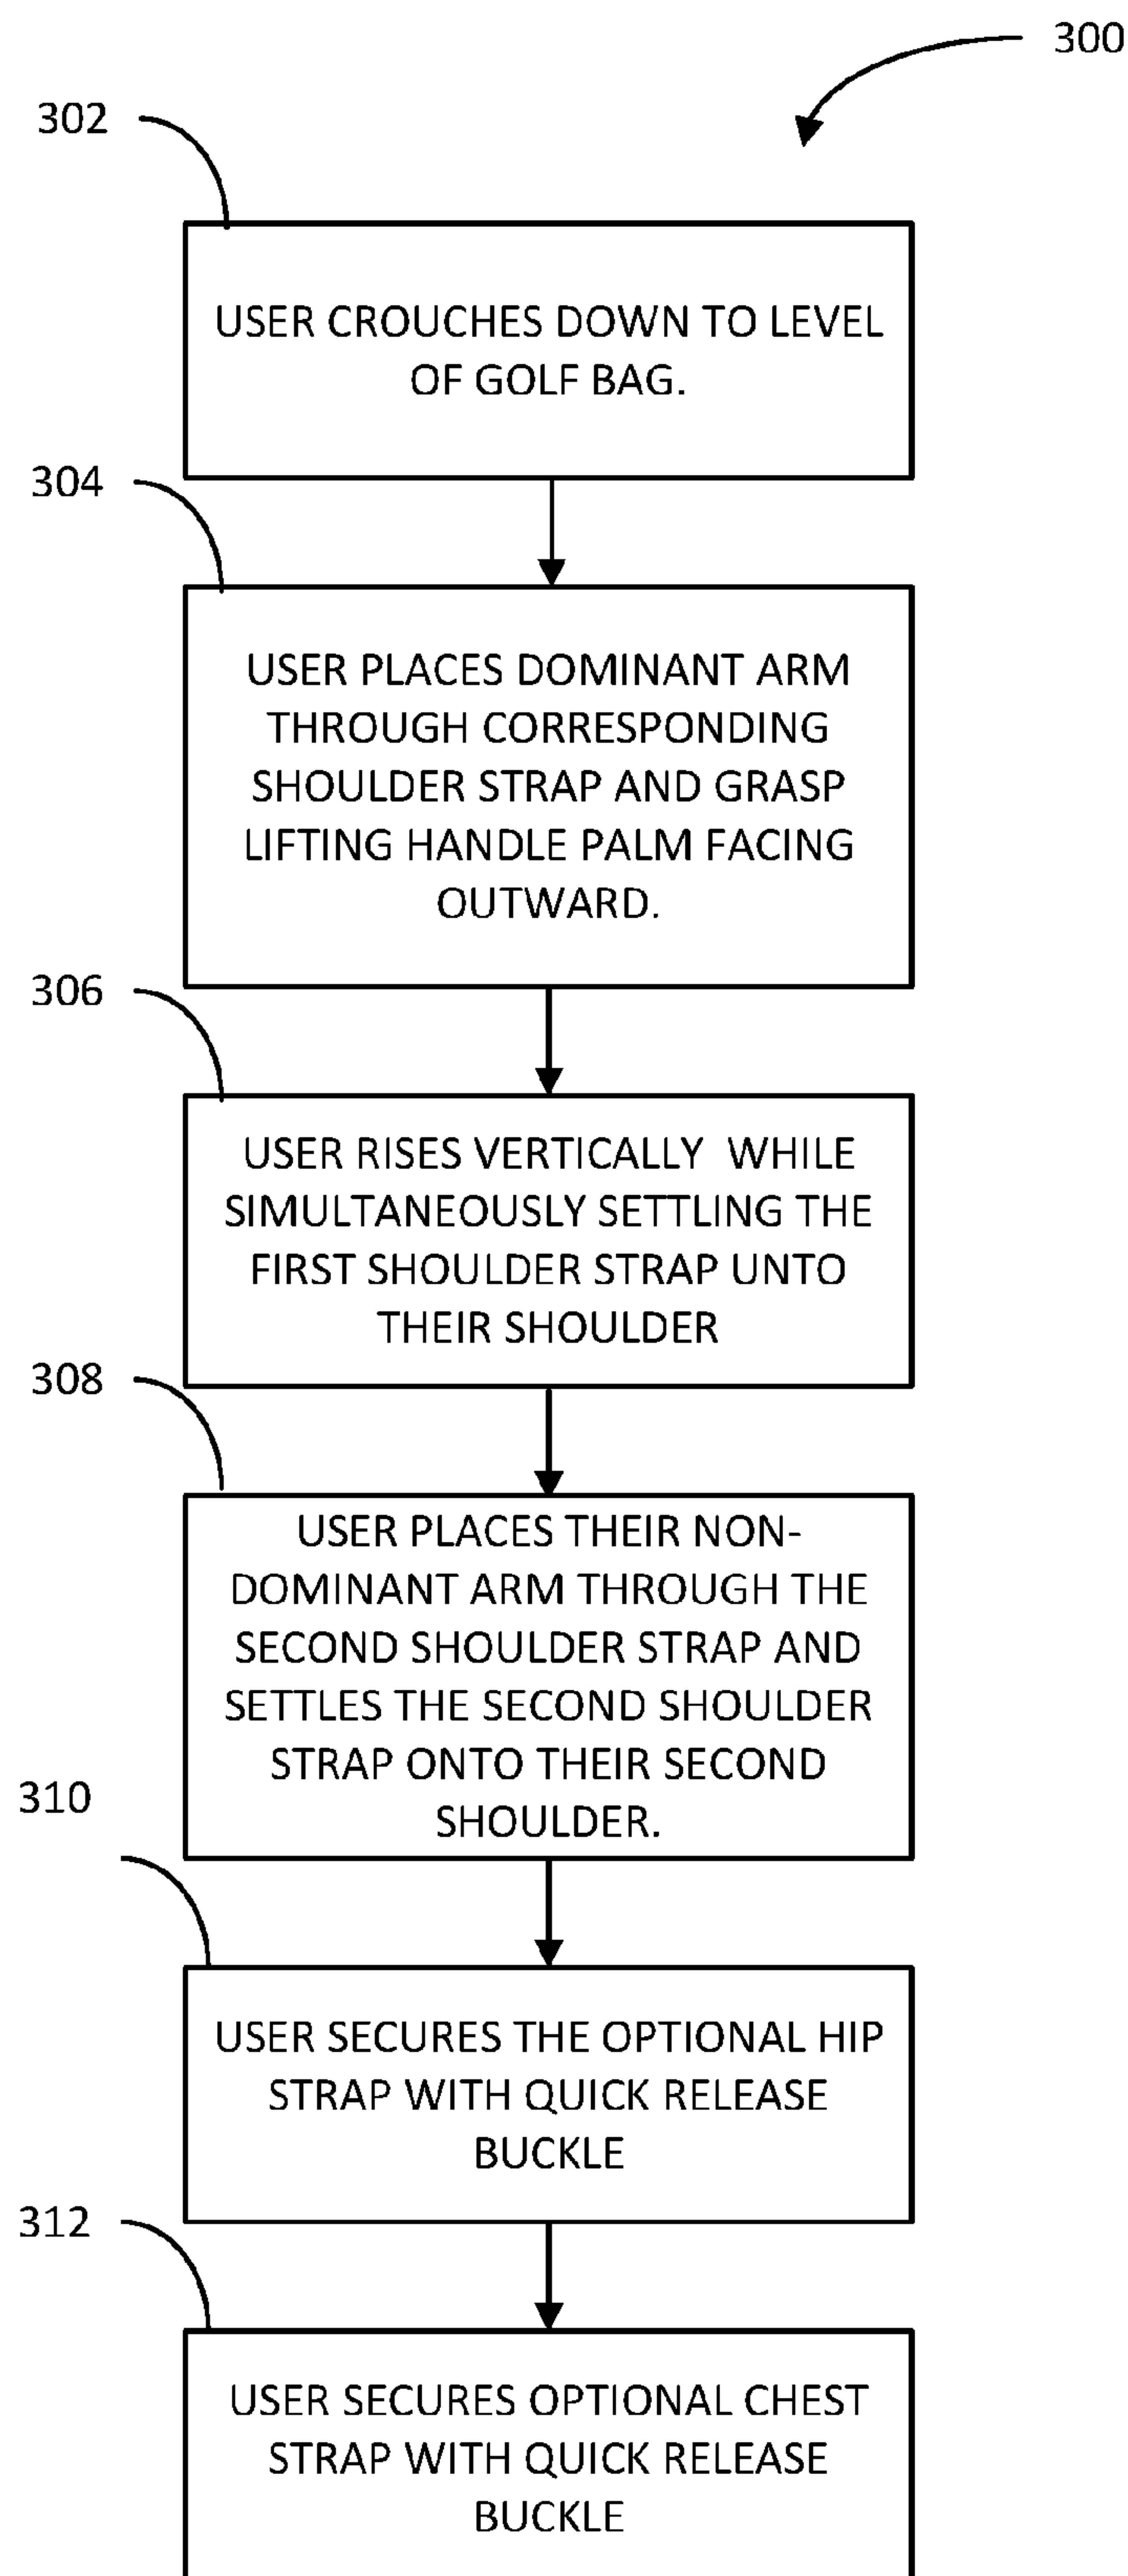 300
302
USER CROUCHES DOWN TO LEVEL
OF GOLF BAG.
304
USER PLACES DOMINANT ARM
THROUGH CORRESPONDING
SHOULDER STRAP AND GRASP
LIFTING HANDLE PALM FACING
OUTWARD.
306
USER RISES VERTICALLY  WHILE
SIMULTANEOUSLY SETTLING THE
FIRST SHOULDER STRAP UNTO
THEIR SHOULDER
308
USER PLACES THEIR NON-
DOMINANT ARM THROUGH THE
SECOND SHOULDER STRAP AND
SETTLES THE SECOND SHOULDER
STRAP ONTO THEIR SECOND
SHOULDER.
310
USER SECURES THE OPTIONAL HIP
STRAP WITH QUICK RELEASE
BUCKLE
312
USER SECURES OPTIONAL CHEST
STRAP WITH QUICK RELEASE
BUCKLE